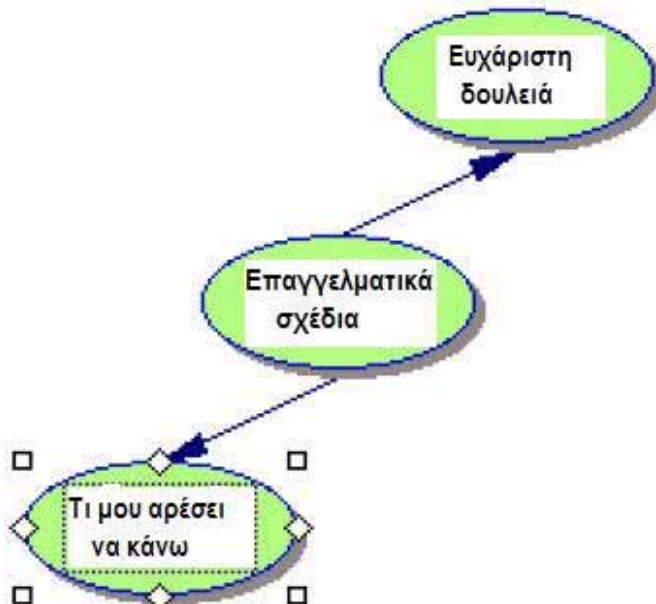 Ευχάριστη
δουλειά
Επαγγελματικά
σχέδια
Τι μου αρέσει
να κάνω